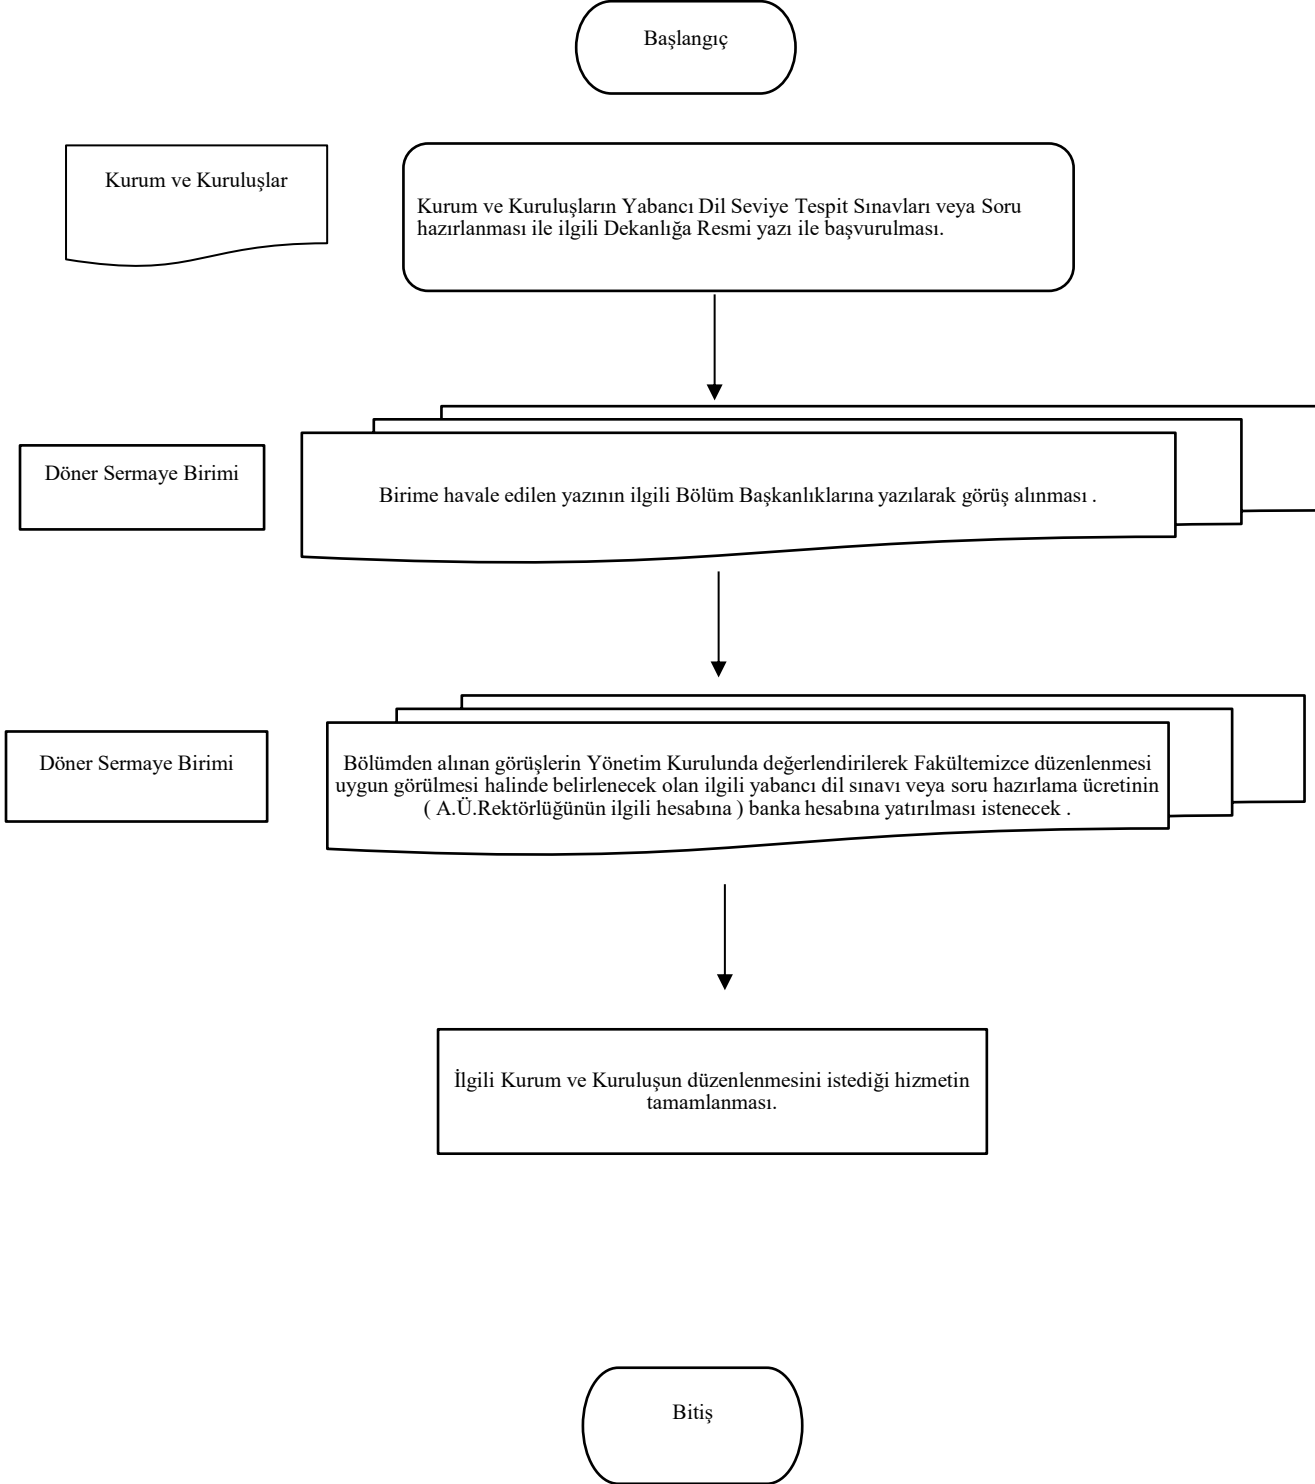 Başlangıç
Kurum ve Kuruluşlar
Kurum ve Kuruluşların Yabancı Dil Seviye Tespit Sınavları veya Soru
hazırlanması ile ilgili Dekanlığa Resmi yazı ile başvurulması.
Döner Sermaye Birimi
Birime havale edilen yazının ilgili Bölüm Başkanlıklarına yazılarak görüş alınması .
Döner Sermaye Birimi
Bölümden alınan görüşlerin Yönetim Kurulunda değerlendirilerek Fakültemizce düzenlenmesi
uygun görülmesi halinde belirlenecek olan ilgili yabancı dil sınavı veya soru hazırlama ücretinin
( A.Ü.Rektörlüğünün ilgili hesabına ) banka hesabına yatırılması istenecek .
İlgili Kurum ve Kuruluşun düzenlenmesini istediği hizmetin
tamamlanması.
Bitiş